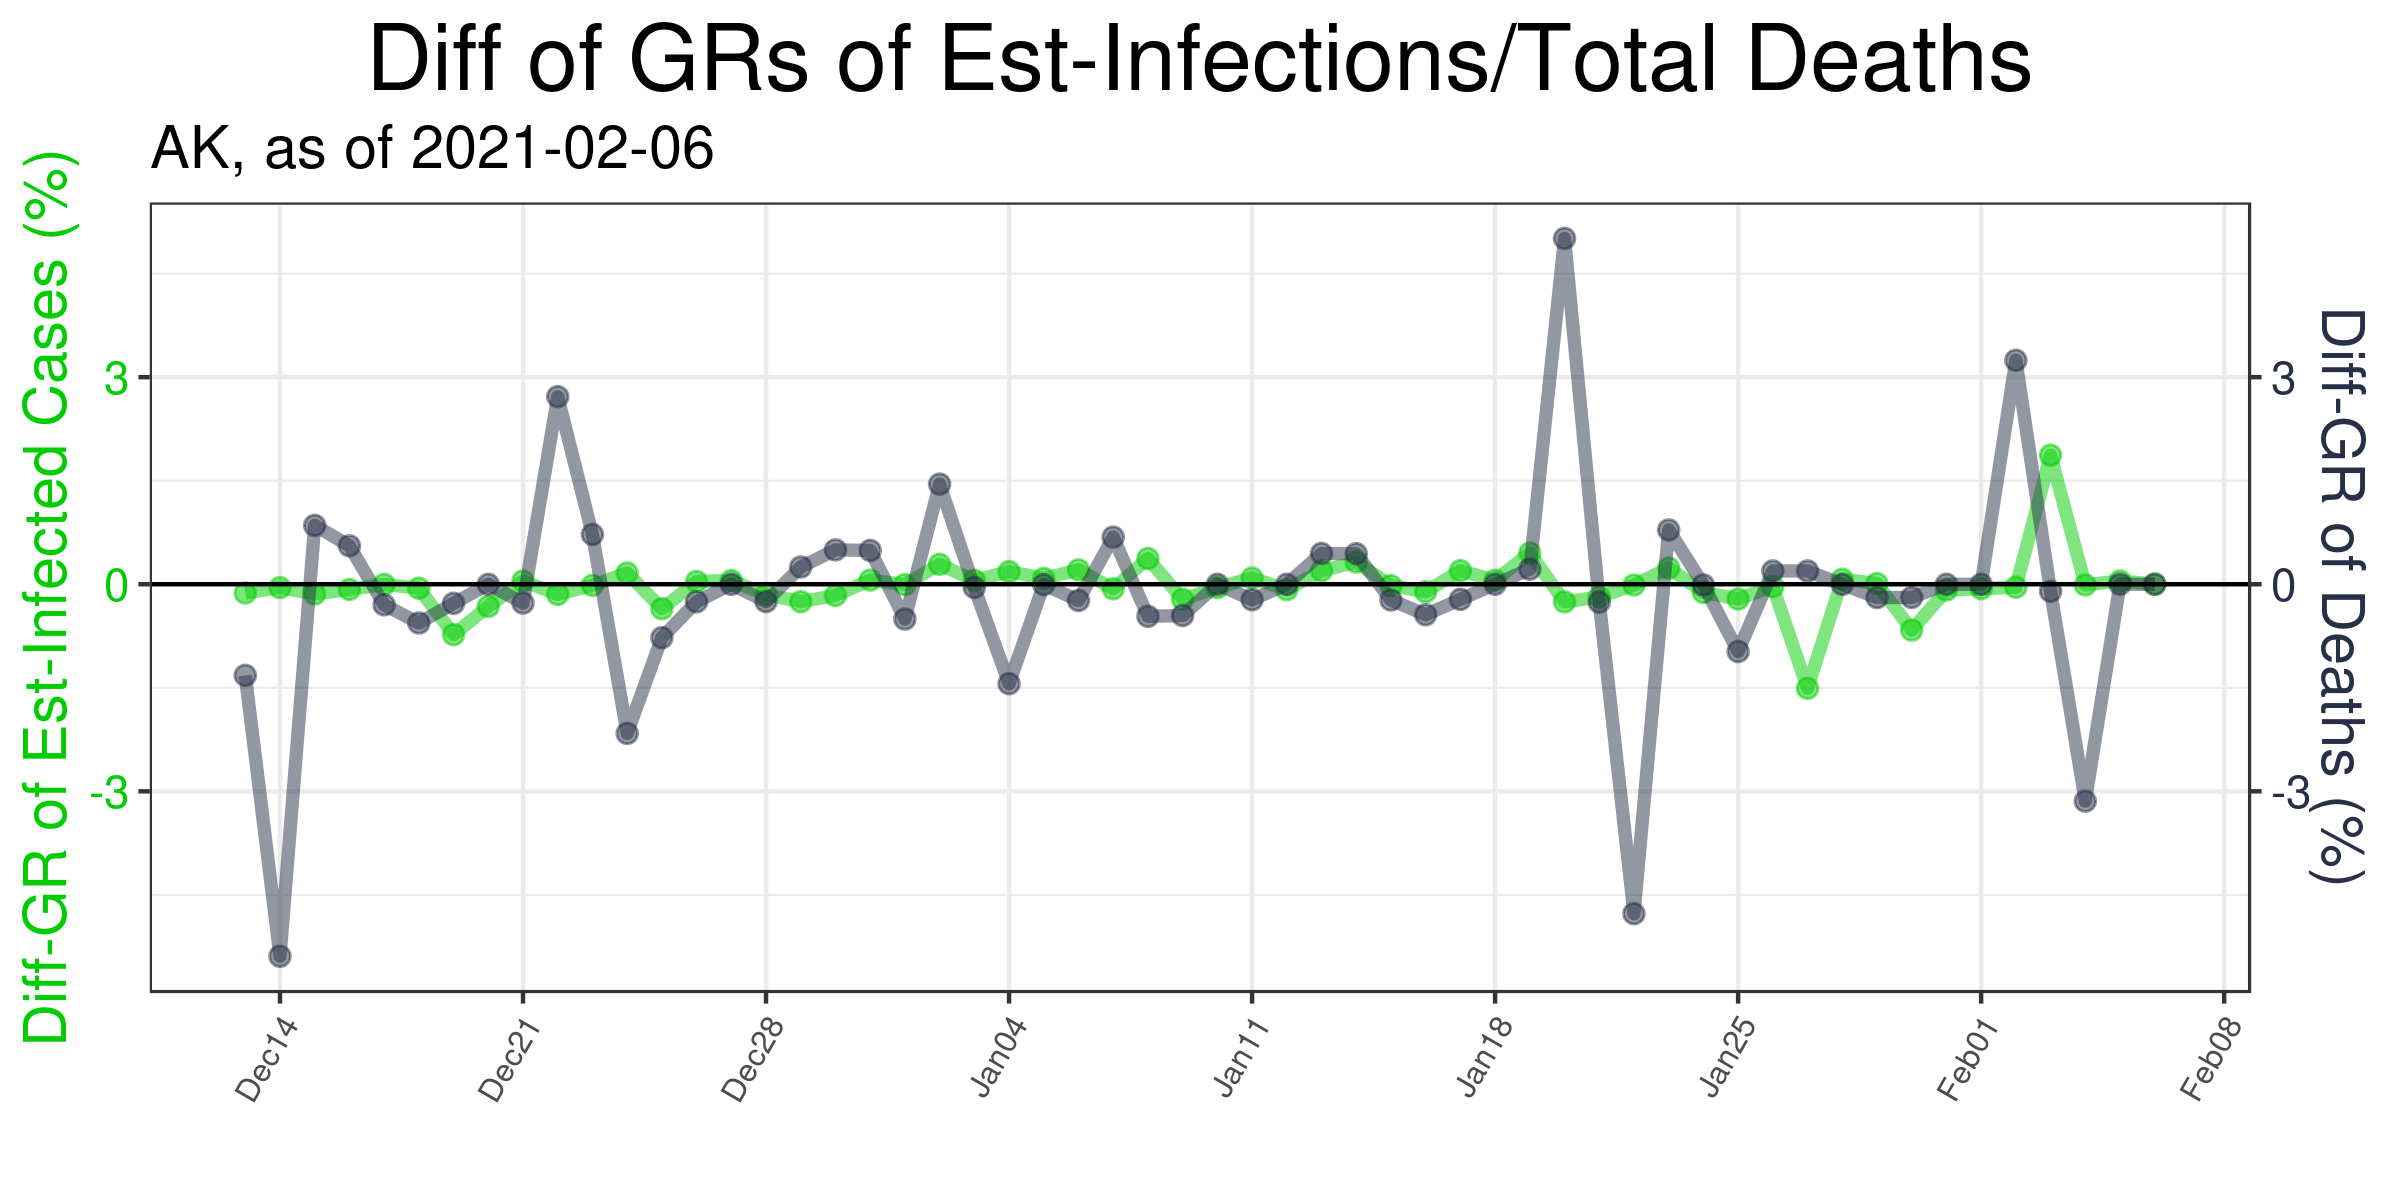 Diff of GRs of Est-Infections/Total Deaths
AK, as of 2021-02-06
Diff-GR of Est-Infected Cases (%)
3
0
-3
3
0
-3
Diff-GR of Deaths (%)
Dec14
Dec21
Dec28
Jan04
Jan11
Jan18
Jan25
Feb01
Feb08